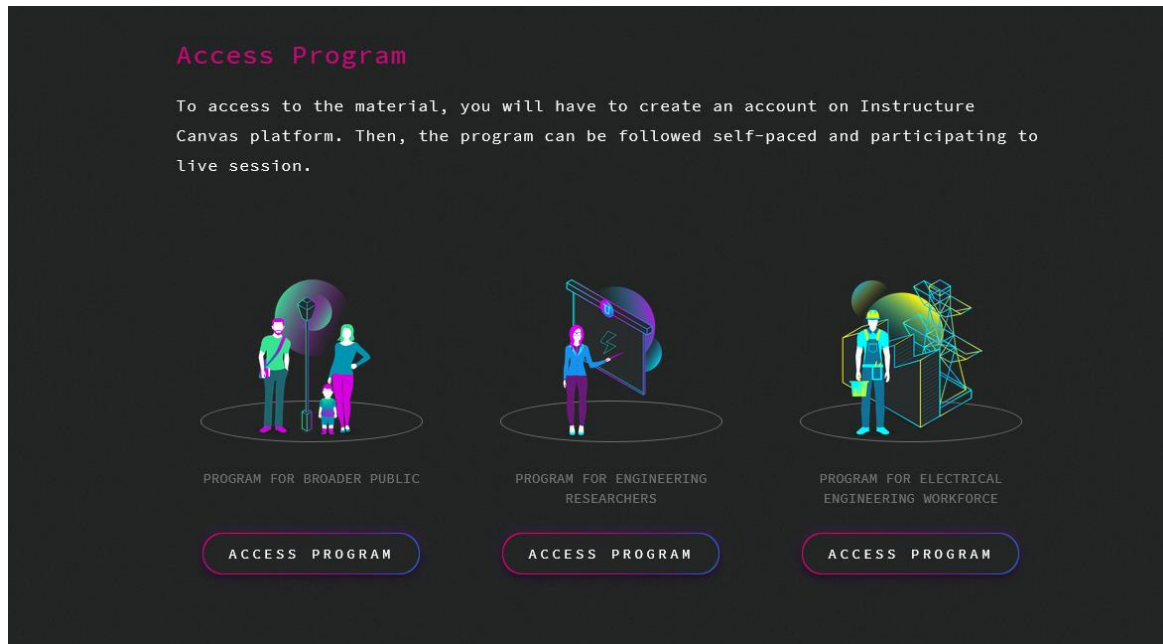 Access Program
To access to the material, you will have to create an account on Instructure
Canvas platform. Then, the program can be followed self-paced and participating to
live session.
U
PROGRAM FOR BROADER PUBLIC
PROGRAM FOR ENGINEERING
RESEARCHERS
PROGRAM FOR ELECTRICAL
ENGINEERING WORKFORCE
ACCESS PROGRAM
ACCESS PROGRAM
ACCESS PROGRAM